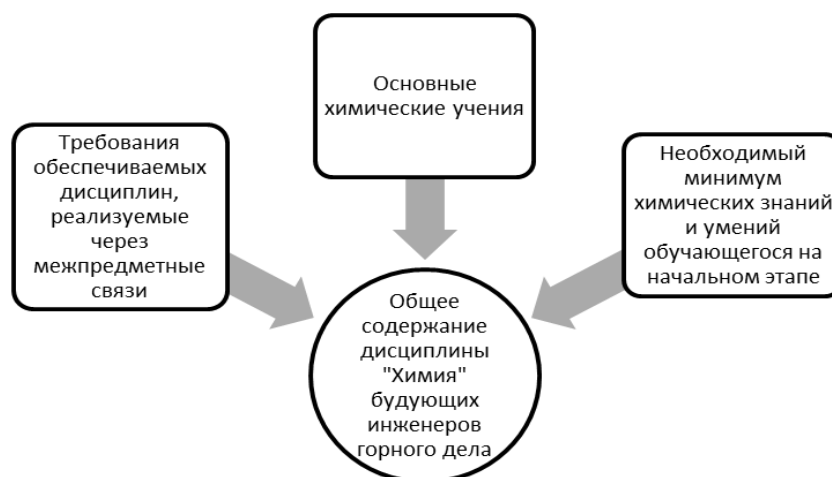 Основные
химические учения
Требования
обеспечиваемых
дисциплин,
реализуемые
через
межпредметные
связи
Необходимый
минимум
химических знаний
и умений
обучающегося на
начальном этапе
Общее
содержание
дисциплины
"Химия"
будующих
инженеров
горного дела